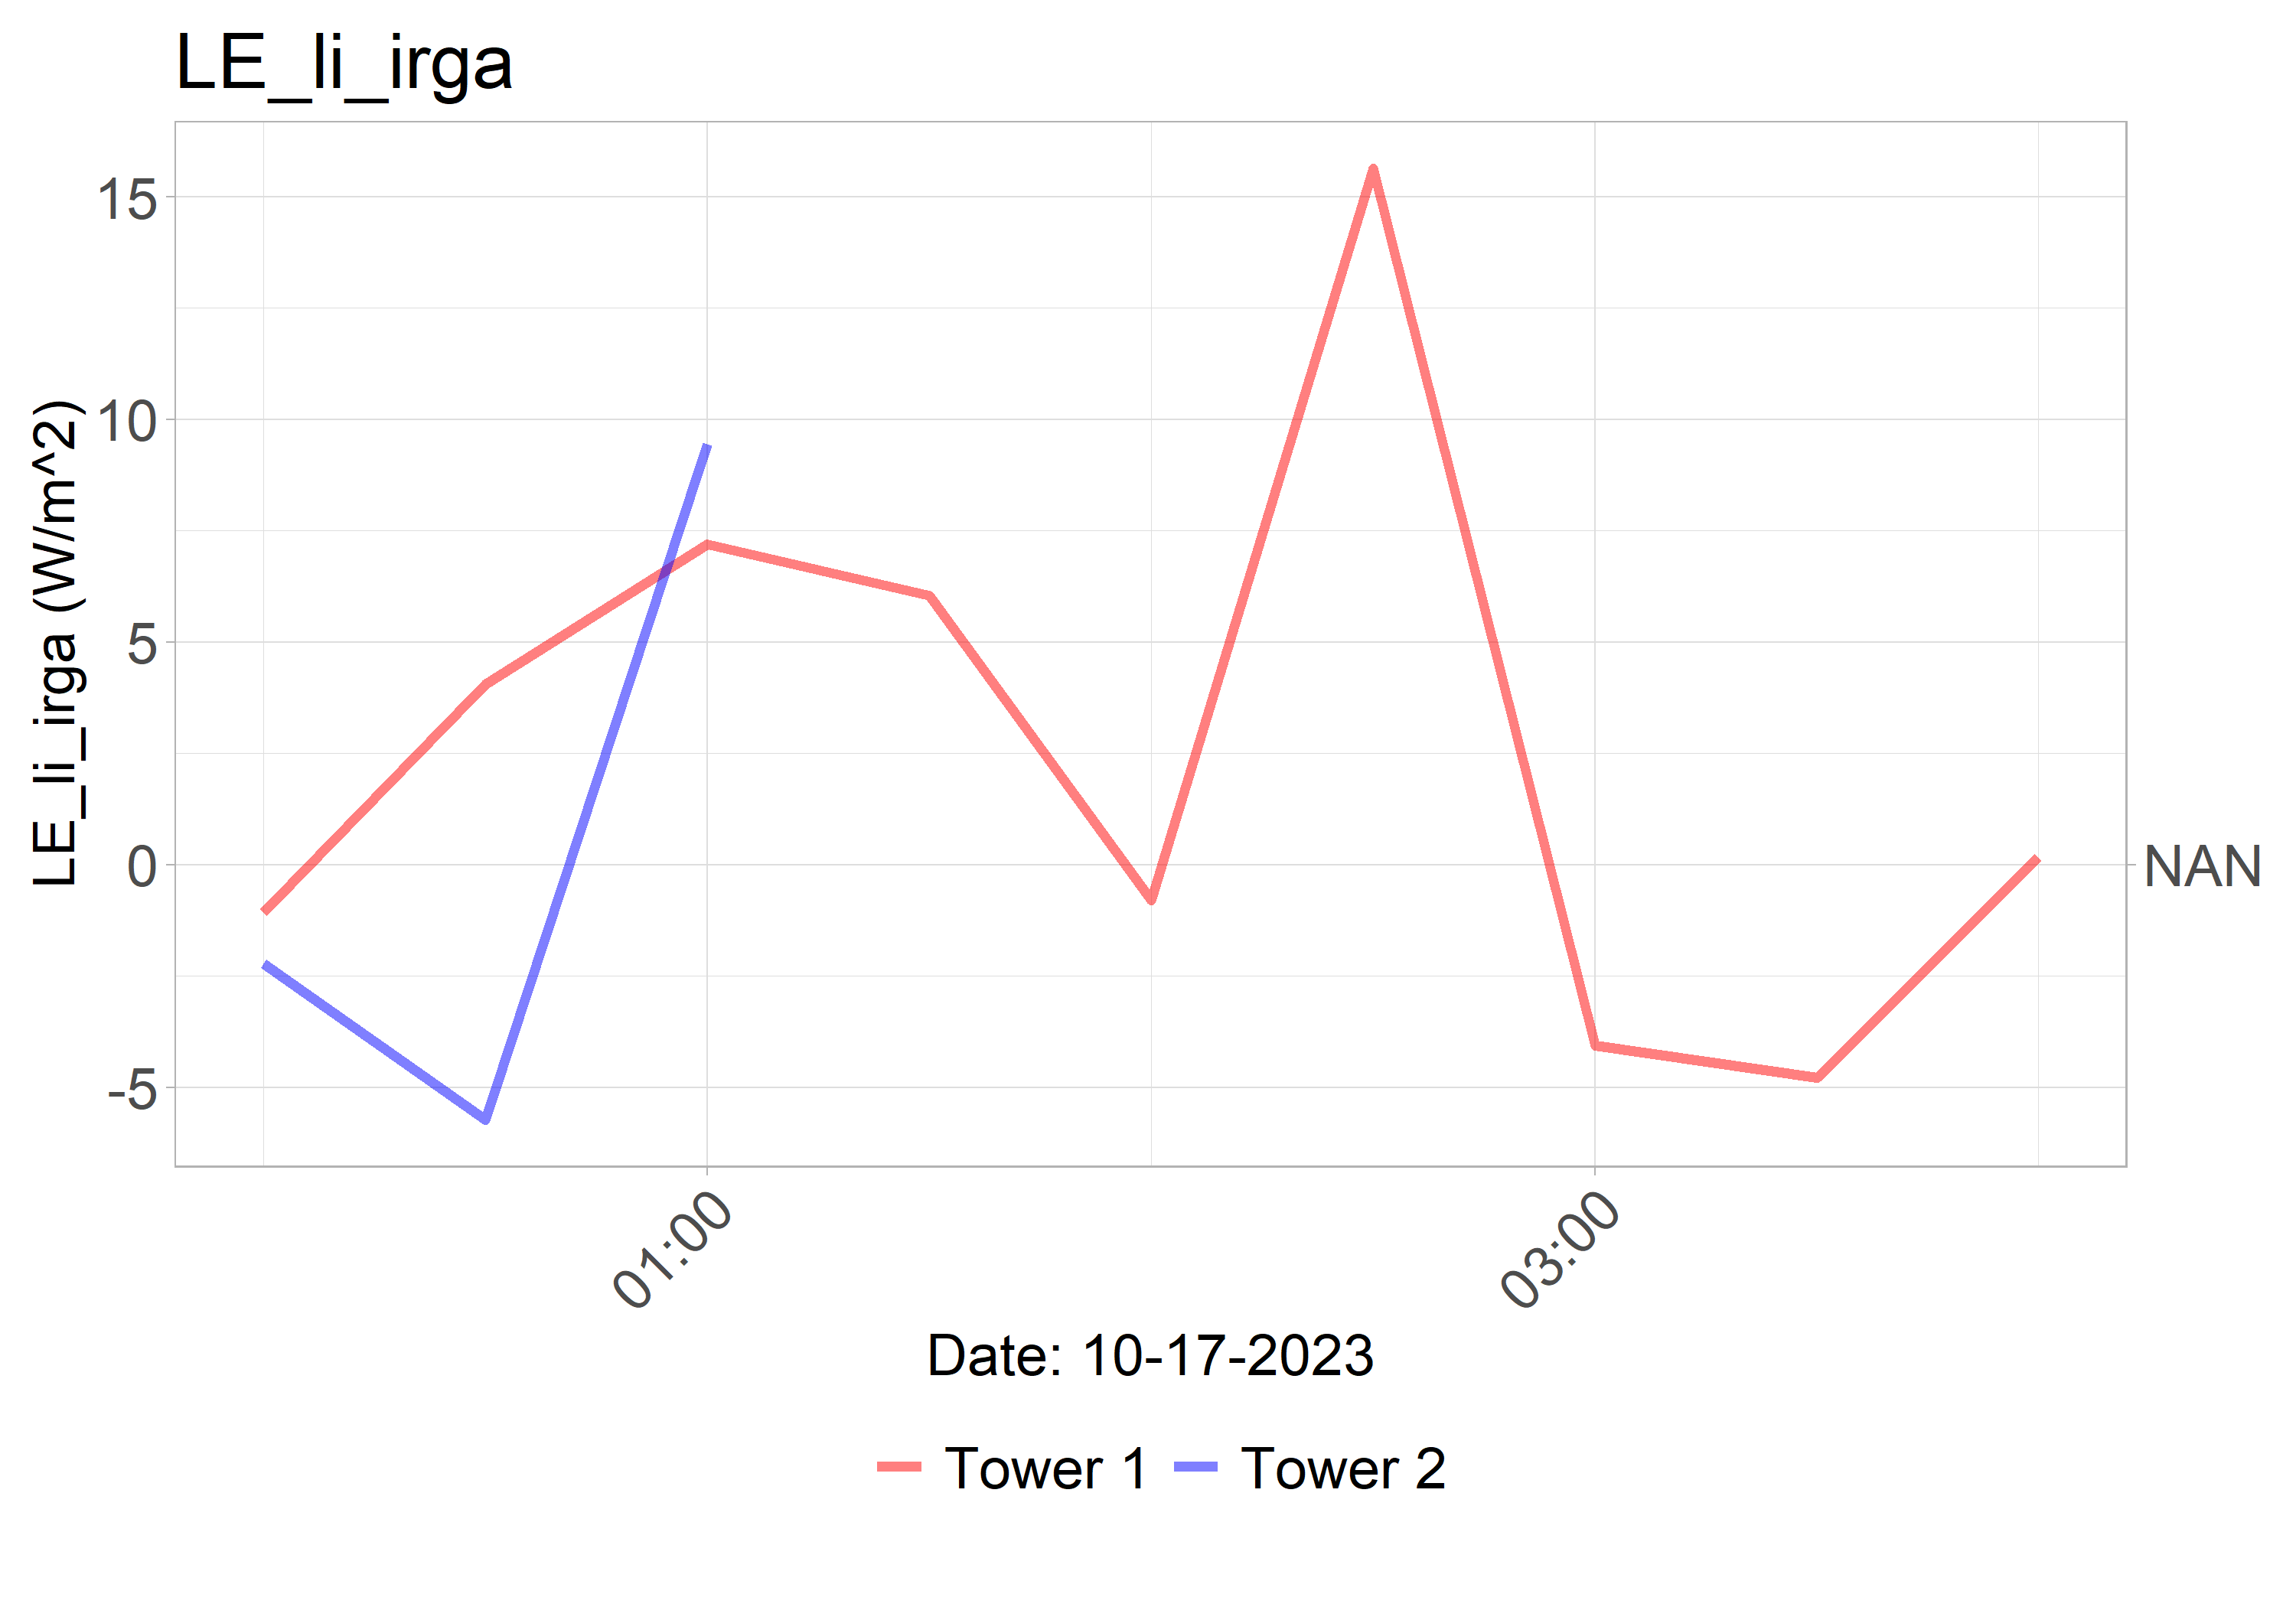 LE_li_irga
LE_li_irga (W/m^2)
15
10
5
0
-5
NAN
01:00
03:00
Date: 10-17-2023
Tower 1
Tower 2